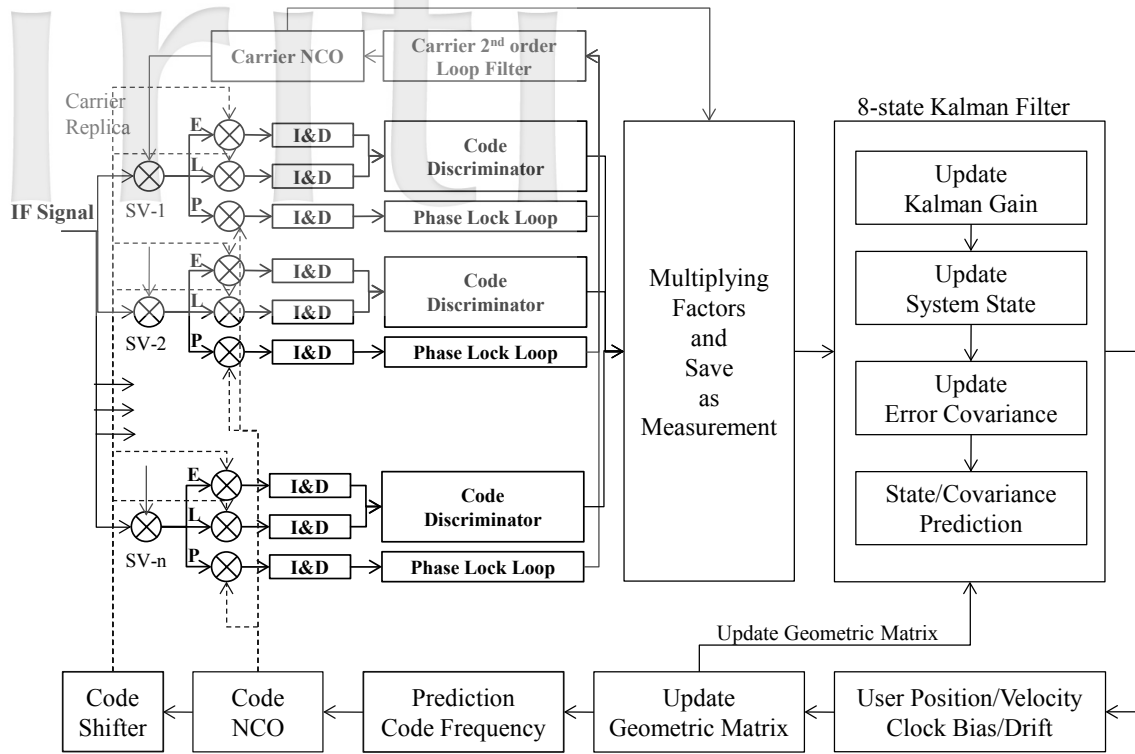 iriti
Carrier NCO
Carrier 2nd order
Loop Filter
Carrier
Replica
8-state Kalman Filter
E
I&D
Code
Discriminator
L
I&D
IF Signal
SV-1
P
I&D
Phase Lock Loop
Update
Kalman Gain
E
I&D
Code
Discriminator
L
I&D
SV-2
P
I&D
Phase Lock Loop
Multiplying
Factors
and
Save
as
Measurement
Update
System State
Update
Error Covariance
E
I&D
Code
Discriminator
L
I&D
SV-n
P
I&D
Phase Lock Loop
State/Covariance
Prediction
Update Geometric Matrix
Code
Shifter
Code
NCO
Prediction
Code Frequency
Update
Geometric Matrix
User Position/Velocity
Clock Bias/Drift